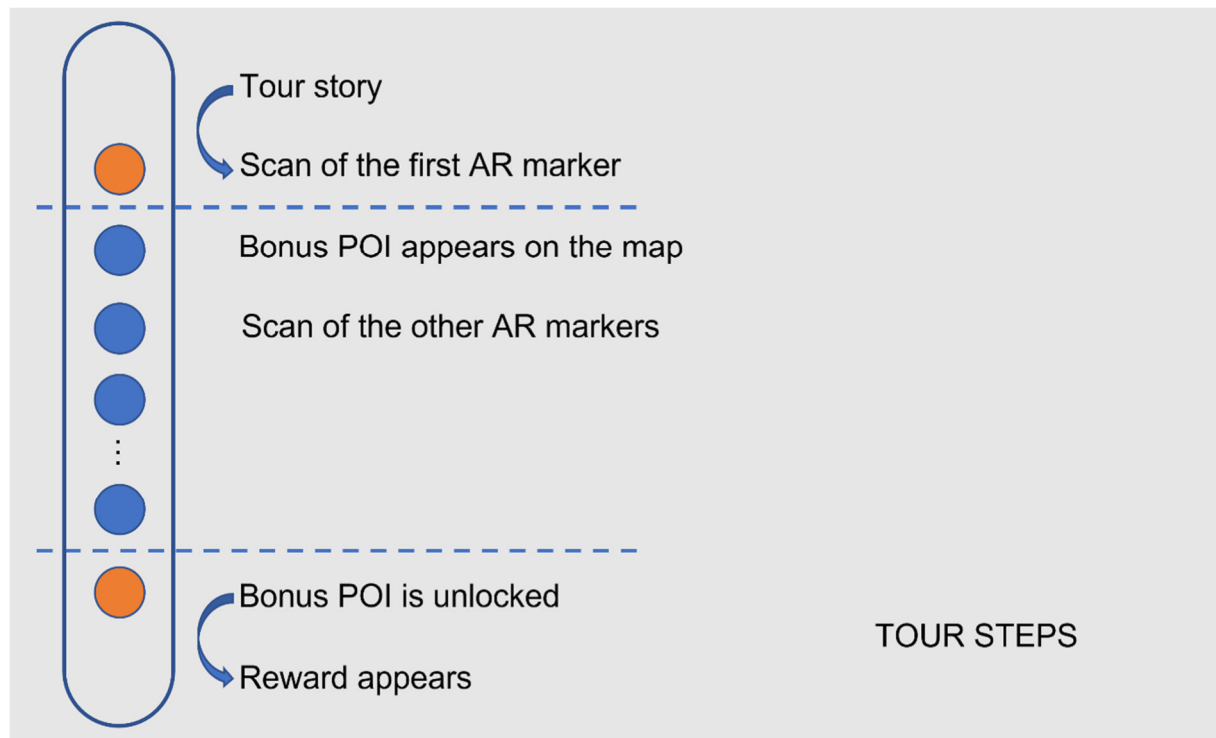 Tour story
Scan of the first AR marker
Bonus POI appears on the map
Scan of the other AR markers
Bonus POI is unlocked
TOUR STEPS
Reward appears